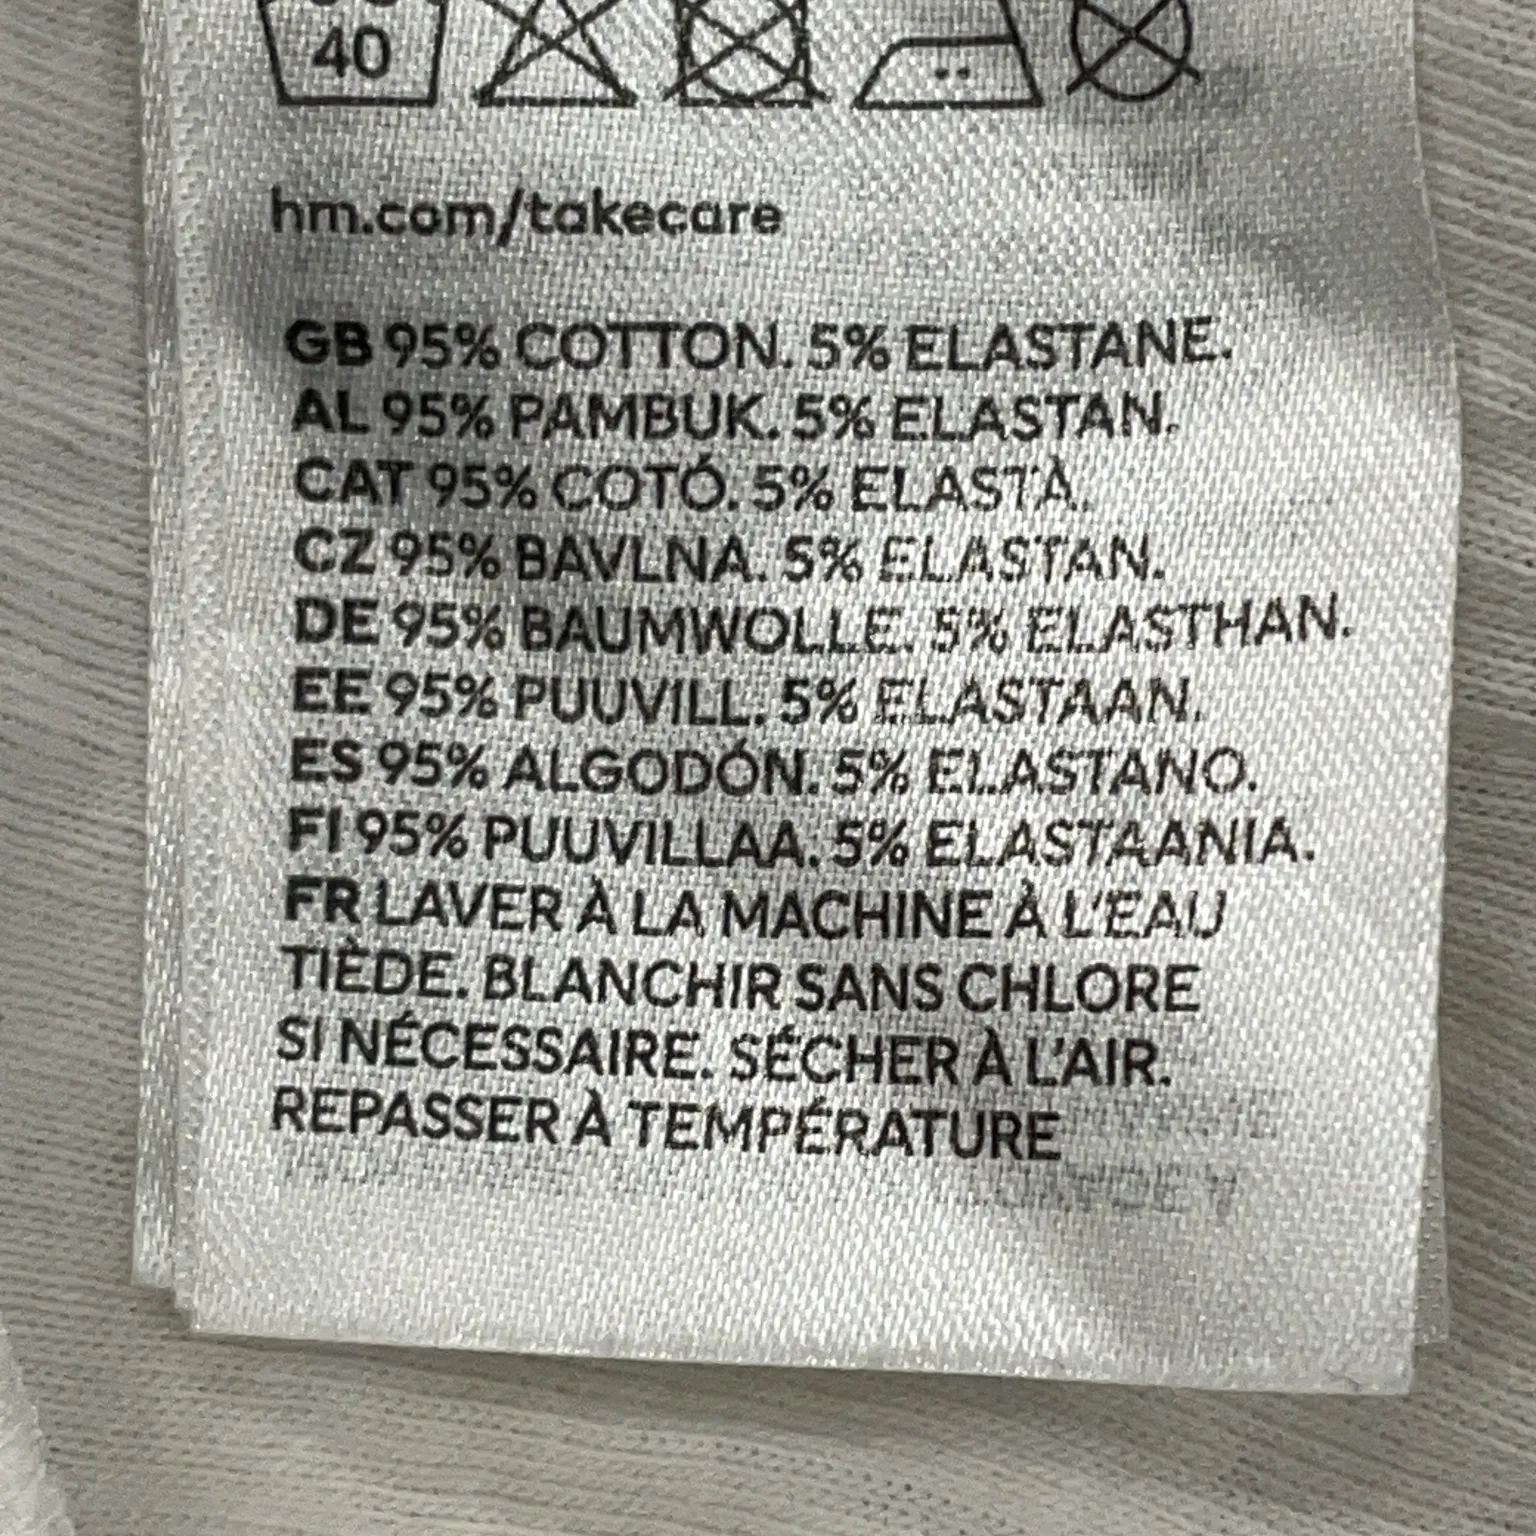 40
hm.com/takecare
GB 95% COTTON. 5% ELASTANE.
AL 95% PAMBUK. 5% ELASTAN.
CAT 95% COTÓ. 5% ELASTÀ.
CZ 95% BAVLNA. 5% ELASTAN.
DE 95% BAUMWOLLE. 5% ELASTHAN.
EE 95% PUUVILL. 5% ELASTAAN.
ES 95% ALGODÓN. 5% ELASTANO.
FI 95% PUUVILLAA. 5% ELASTAANIA.
FR LAVER À LA MACHINE À L'EAU
TIÈDE. BLANCHIR SANS CHLORE
SI NÉCESSAIRE. SÉCHER À L'AIR.
REPASSER À TEMPÉRATURE